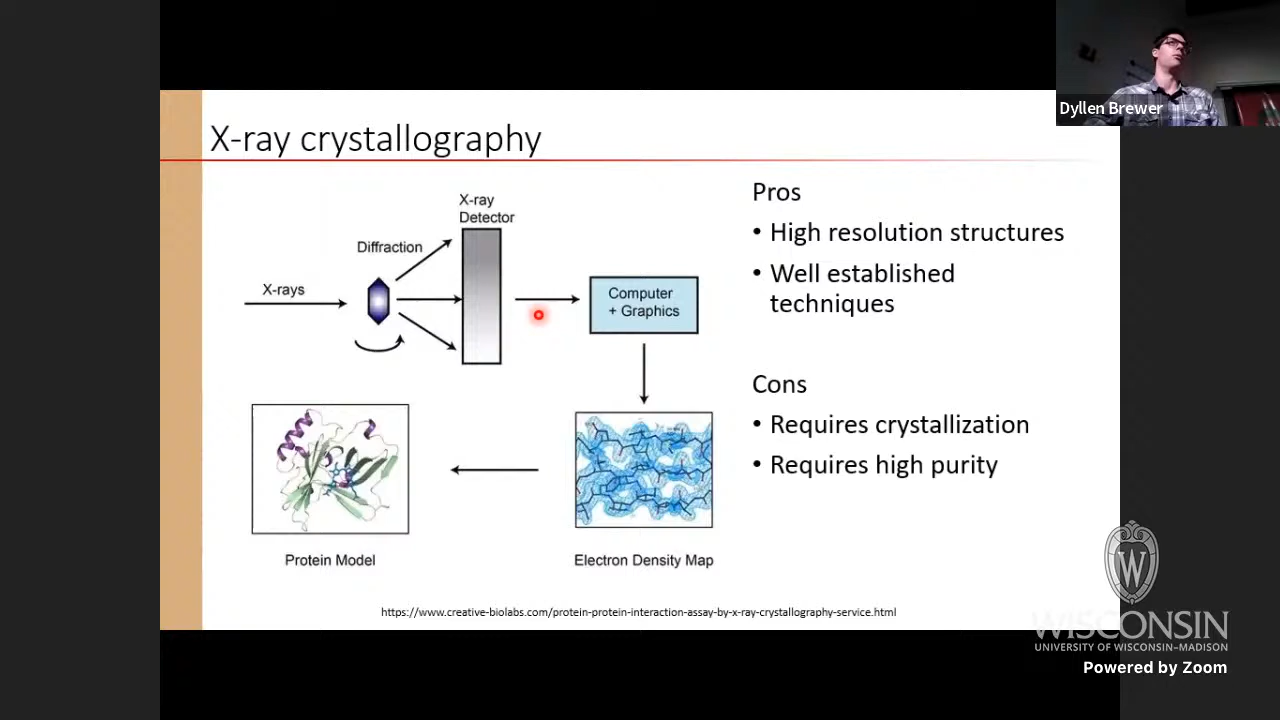 Dyllen Brewer
X-ray crystallography
X-ray
Detector
Diffraction
X-rays
Computer
+ Graphics
Protein Model
Electron Density Map
Pros
• High resolution structures
• Well established
techniques
Cons
• Requires crystallization
• Requires high purity
https://www.creative-biolabs.com/protein-protein-interaction-assay-by-x-ray-crystallography-service.html
W
WISCONSIN
UNIVERSITY OF WISCONSIN–MADISON
Powered by Zoom